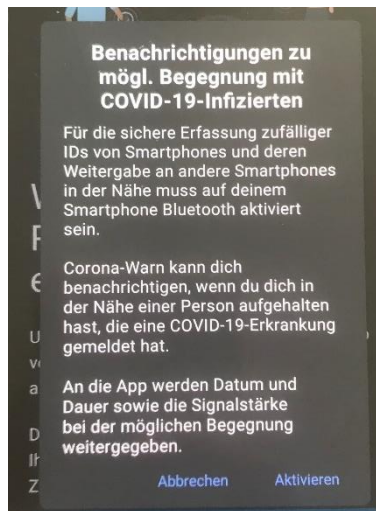 Benachrichtigungen zu
mögl. Begegnung mit
COVID-19-Infizierten
Für die sichere Erfassung zufälliger
IDs von Smartphones und deren
Weitergabe an andere Smartphones
in der Nähe muss auf deinem
Smartphone Bluetooth aktiviert
sein.
Corona-Warn kann dich
benachrichtigen, wenn du dich in
der Nähe einer Person aufgehalten
hast, die eine COVID-19-Erkrankung
gemeldet hat.
An die App werden Datum und
Dauer sowie die Signalstärke
bei der möglichen Begegnung
weitergegeben.
Abbrechen Aktivieren